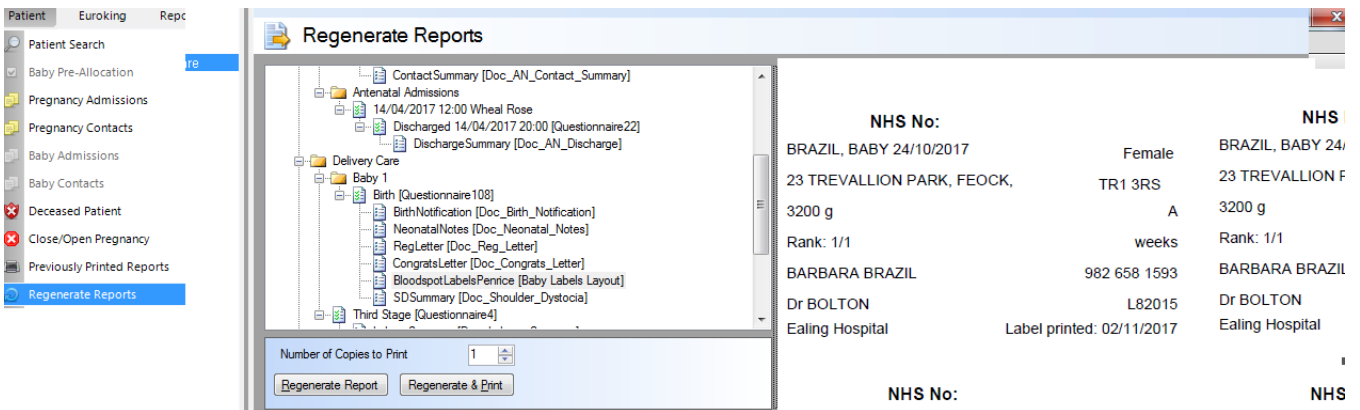 Patient Euroking Repo
Patient Search
Baby Pre-Allocation
Pregnancy Admissions
Pregnancy Contacts
Baby Admissions
Baby Contacts
Deceased Patient
Close/Open Pregnancy
Previously Printed Reports
Regenerate Reports
re
Regenerate Reports
x
ContactSummary [Doc_AN_Contact_Summary]
Antenatal Admissions
14/04/2017 12:00 Wheal Rose
Discharged 14/04/2017 20:00 [Questionnaire22]
DischargeSummary [Doc_AN_Discharge]
Delivery Care
Baby 1
Birth [Questionnaire108]
BirthNotification [Doc_Birth_Notification]
NeonatalNotes [Doc_Neonatal_Notes]
RegLetter [Doc_Reg_Letter]
CongratsLetter [Doc_Congrats_Letter]
BloodspotLabelsPenrice [Baby Labels Layout]
SDSummary [Doc_Shoulder_Dystocia]
Third Stage [Questionnaire4]
Number of Copies to Print 1
Regenerate Report Regenerate & Print
NHS No:
BRAZIL, BABY 24/10/2017 Female
23 TREVALLION PARK, FEOCK, TR1 3RS
3200 g A
Rank: 1/1 weeks
BARBARA BRAZIL 982 658 1593
Dr BOLTON L82015
Ealing Hospital Label printed: 02/11/2017
NHS No:
NHS
BRAZIL, BABY 24/
23 TREVALLION P
3200 g
Rank: 1/1
BARBARA BRAZIL
Dr BOLTON
Ealing Hospital
NHS